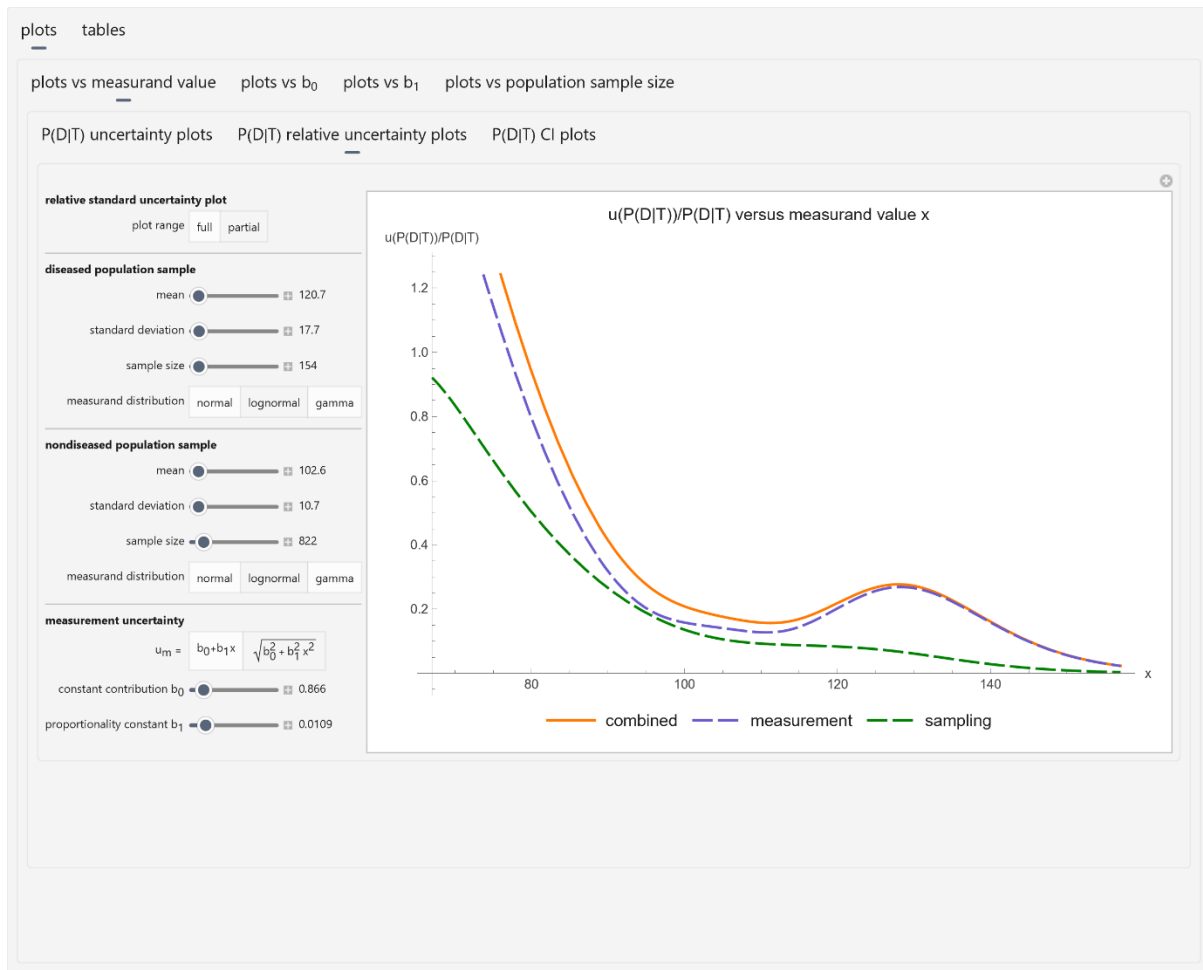 plots tables
plots vs measurand value plots vs b₀ plots vs b₁ plots vs population sample size
P(D|T) uncertainty plots P(D|T) relative uncertainty plots P(D|T) CI plots
relative standard uncertainty plot
plot range full partial
diseased population sample
mean 120.7
standard deviation 17.7
sample size 154
measurand distribution normal lognormal gamma
nondiseased population sample
mean 102.6
standard deviation 10.7
sample size 822
measurand distribution normal lognormal gamma
measurement uncertainty
uₘ = b₀+b₁x √(b₀² + b₁² x²)
constant contribution b₀ 0.866
proportionality constant b₁ 0.0109
u(P(D|T))/P(D|T) versus measurand value x
u(P(D|T))/P(D|T)
1.2
1.0
0.8
0.6
0.4
0.2
80 100 120 140 x
combined measurement sampling